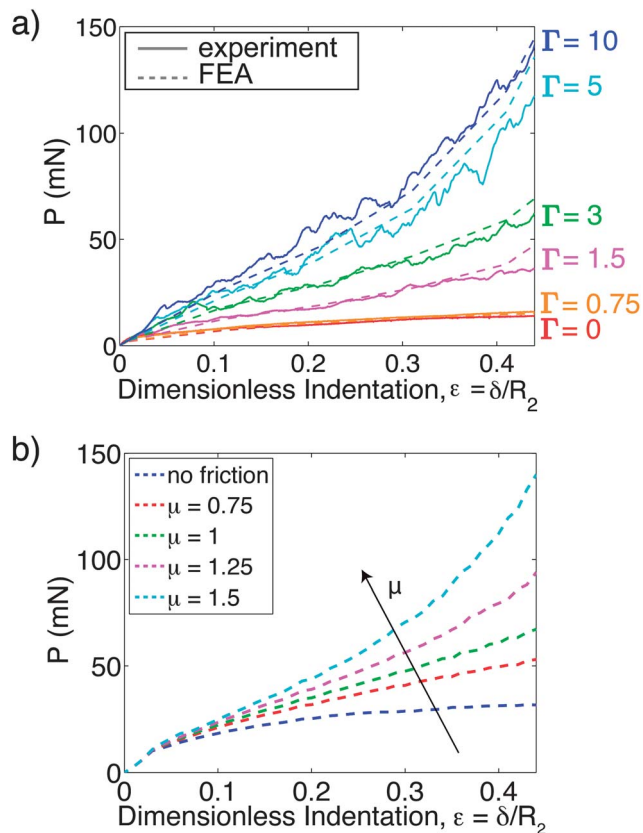 a)
150
100
50
0
P (mN)
experiment
FEA
Γ = 10
Γ = 5
Γ = 3
Γ = 1.5
Γ = 0.75
Γ = 0
0 0.1 0.2 0.3 0.4
Dimensionless Indentation, ε = δ/R₂
b)
150
100
50
0
P (mN)
no friction
μ = 0.75
μ = 1
μ = 1.25
μ = 1.5
μ
0 0.1 0.2 0.3 0.4
Dimensionless Indentation, ε = δ/R₂